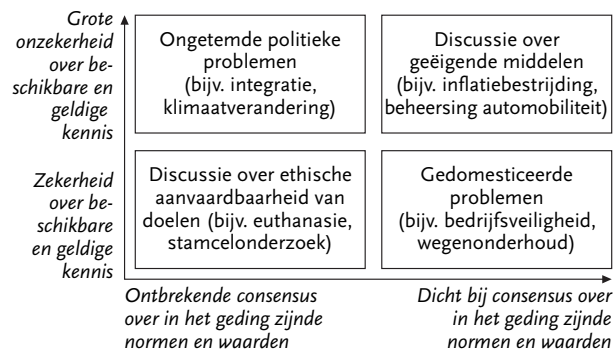 Grote
onzekerheid
over be-
schikbare en
geldige
kennis
Ongetemde politieke
problemen
(bijv. integratie,
klimaatverandering)
Discussie over
geëigende middelen
(bijv. inflatiebestrijding,
beheersing automobiliteit)
Zekerheid
over be-
schikbare
en geldige
kennis
Discussie over ethische
aanvaardbaarheid van
doelen (bijv. euthanasie,
stamcelonderzoek)
Gedomesticeerde
problemen
(bijv. bedrijfsveiligheid,
wegenonderhoud)
Ontbrekende consensus
over in het geding zijnde
normen en waarden
Dicht bij consensus over
in het geding zijnde
normen en waarden